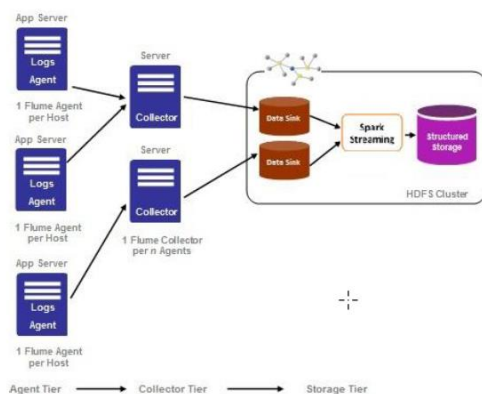 App Server
Logs
Agent
1 Flume Agent
per Host
App Server
Logs
Agent
1 Flume Agent
per Host
App Server
Logs
Agent
1 Flume Agent
per Host
Server
Collector
Server
Collector
1 Flume Collector
per n Agents
Data Sink
Data Sink
Spark
Streaming
Structured
Storage
HDFS Cluster
Agent Tier
Collector Tier
Storage Tier